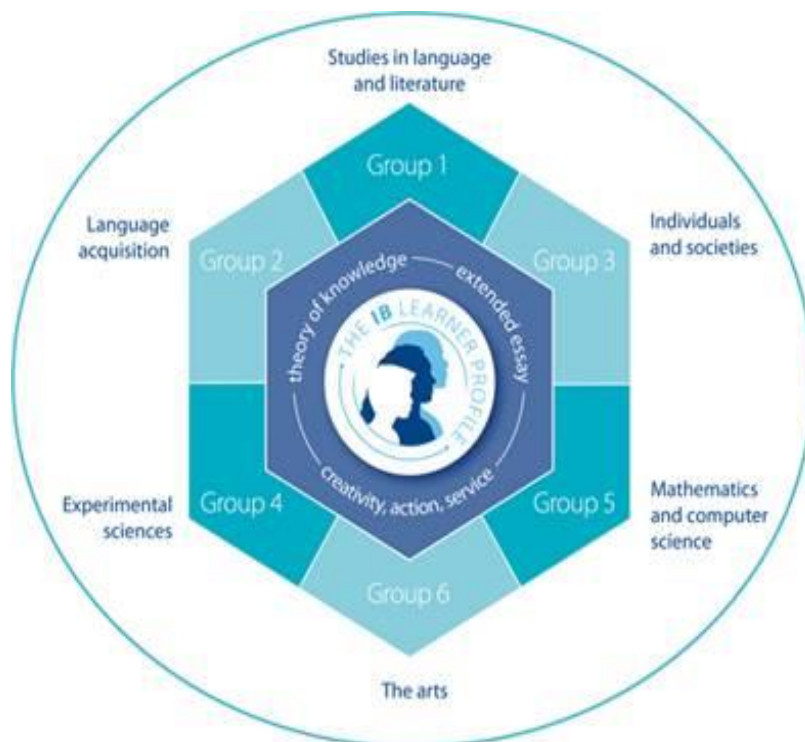 Studies in language
and literature
Group 1
Language
acquisition
Group 2
Group 3
Individuals
and societies
theory of knowledge
extended essay
THE IB LEARNER PROFILE
creativity, action, service
Experimental
sciences
Group 4
Group 5
Mathematics
and computer
science
Group 6
The arts